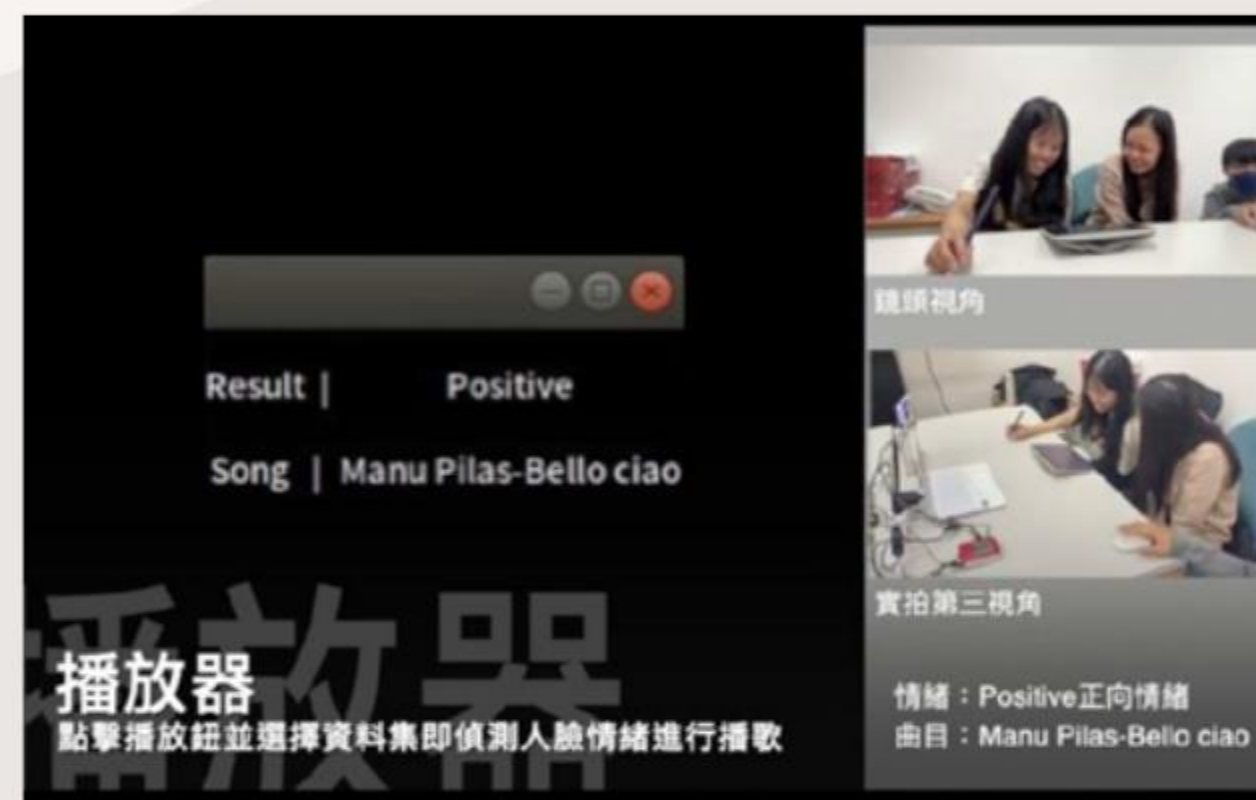 Result | Positive
Song | Manu Pilas-Bello ciao
播放器
播放器
點擊播放鈕並選擇資料集即偵測人臉情緒進行播歌
鏡頭視角
實拍第三視角
情緒：Positive正向情緒
曲目：Manu Pilas-Bello ciao